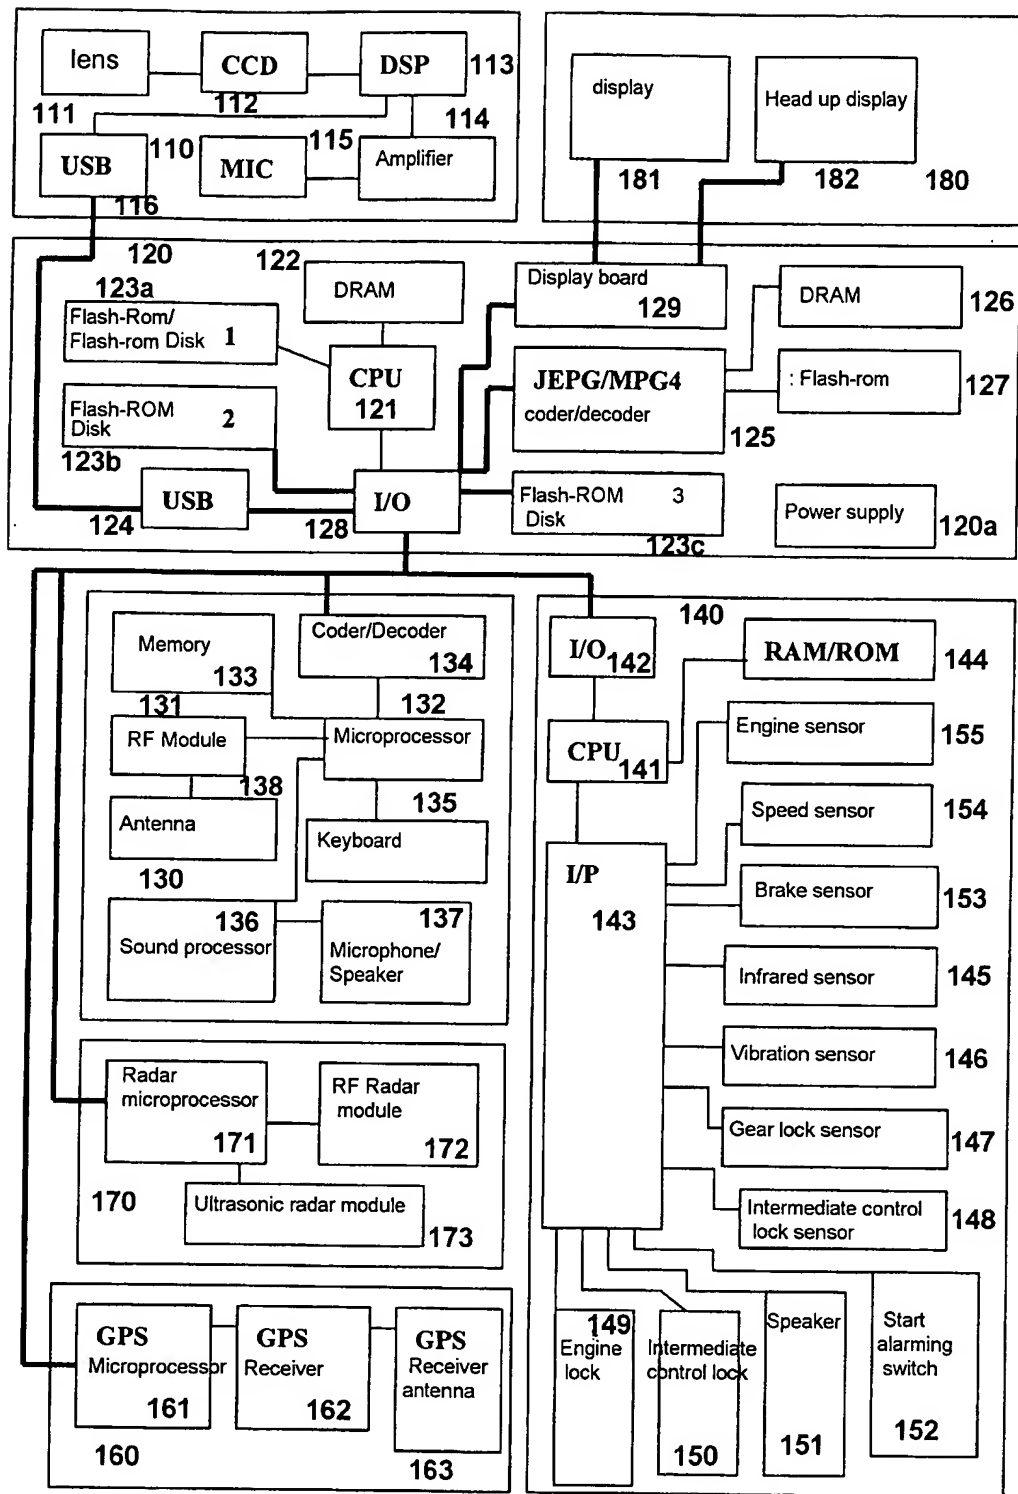 lens
CCD
DSP
113
111
112
114
110
115
USB
MIC
Amplifier
116
display
Head up display
181
182
180
120
122
123a
DRAM
Flash-Rom/
Flash-rom Disk 1
CPU
121
Flash-ROM
Disk 2
123b
USB
124
128
I/O
Display board
129
DRAM
126
JEPG/MPG4
coder/decoder
125
: Flash-rom
127
Flash-ROM 3
Disk
123c
Power supply
120a
Memory
133
Coder/Decoder
134
131
132
RF Module
Microprocessor
138
135
Antenna
Keyboard
130
136
Sound processor
137
Microphone/
Speaker
Radar
microprocessor
171
RF Radar
module
172
170
Ultrasonic radar module
173
GPS
Microprocessor
161
GPS
Receiver
162
GPS
Receiver
antenna
160
163
140
I/O
142
RAM/ROM
144
CPU
141
Engine sensor
155
Speed sensor
154
I/P
143
Brake sensor
153
Infrared sensor
145
Vibration sensor
146
Gear lock sensor
147
Intermediate control
lock sensor
148
149
Engine
lock
Intermediate
control lock
150
Speaker
151
Start
alarming
switch
152